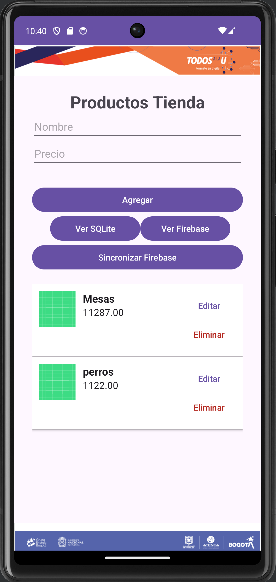 10:40
TODOS
U
Productos Tienda
Nombre
Precio
Agregar
Ver SQLite
Ver Firebase
Sincronizar Firebase
Mesas
11287.00
Editar
Eliminar
perros
1122.00
Editar
Eliminar
BOGOTÁ